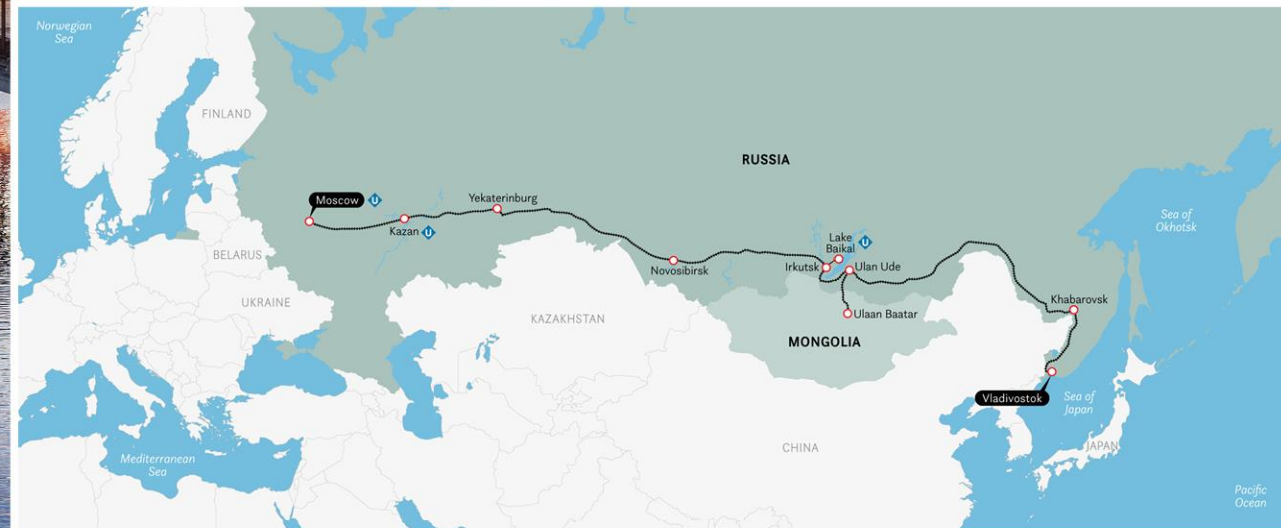 Norwegian
Sea
FINLAND
RUSSIA
Moscow U
Yekaterinburg
Kazan U
BELARUS
Sea of
Okhotsk
Lake
Baikal U
Novosibirsk
Irkutsk
Ulan Ude
UKRAINE
Khabarovsk
KAZAKHSTAN
Ulaan Baatar
MONGOLIA
Vladivostok
Sea of
Japan
JAPAN
CHINA
Mediterranean
Sea
Pacific
Ocean